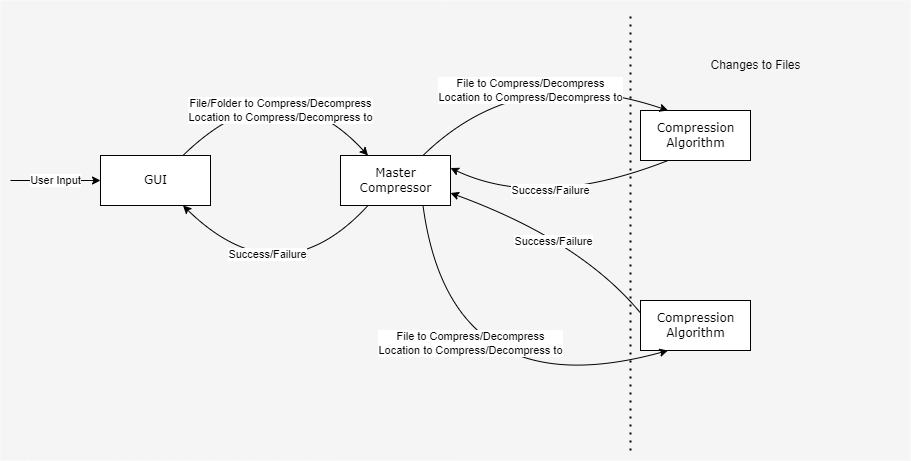 Changes to Files
File to Compress/Decompress
Location to Compress/Decompress to
File/Folder to Compress/Decompress
Location to Compress/Decompress to
Compression
Algorithm
User Input
GUI
Master
Compressor
Success/Failure
Success/Failure
Success/Failure
Compression
Algorithm
File to Compress/Decompress
Location to Compress/Decompress to